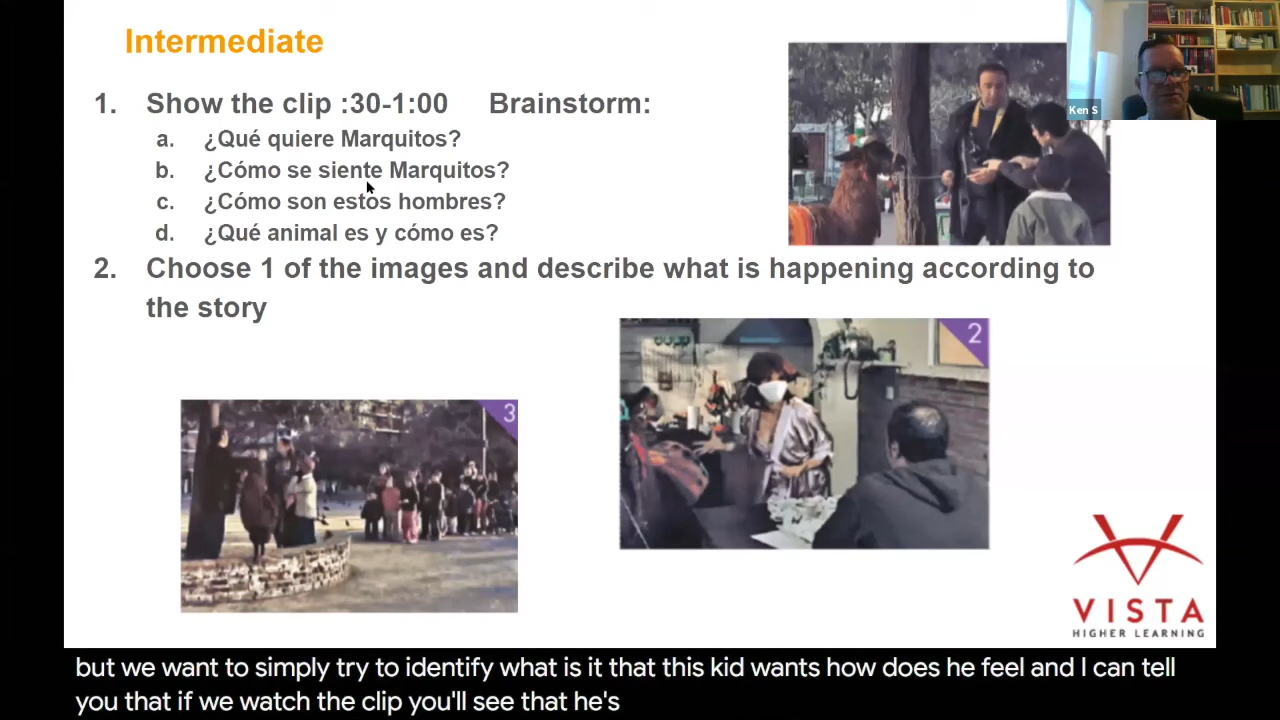 Intermediate
1. Show the clip :30-1:00 Brainstorm:
a. ¿Qué quiere Marquitos?
b. ¿Cómo se siente Marquitos?
c. ¿Cómo son estos hombres?
d. ¿Qué animal es y cómo es?
2. Choose 1 of the images and describe what is happening according to
the story
Ken S
2
3
VISTA
HIGHER LEARNING
but we want to simply try to identify what is it that this kid wants how does he feel and I can tell
you that if we watch the clip you'll see that he's